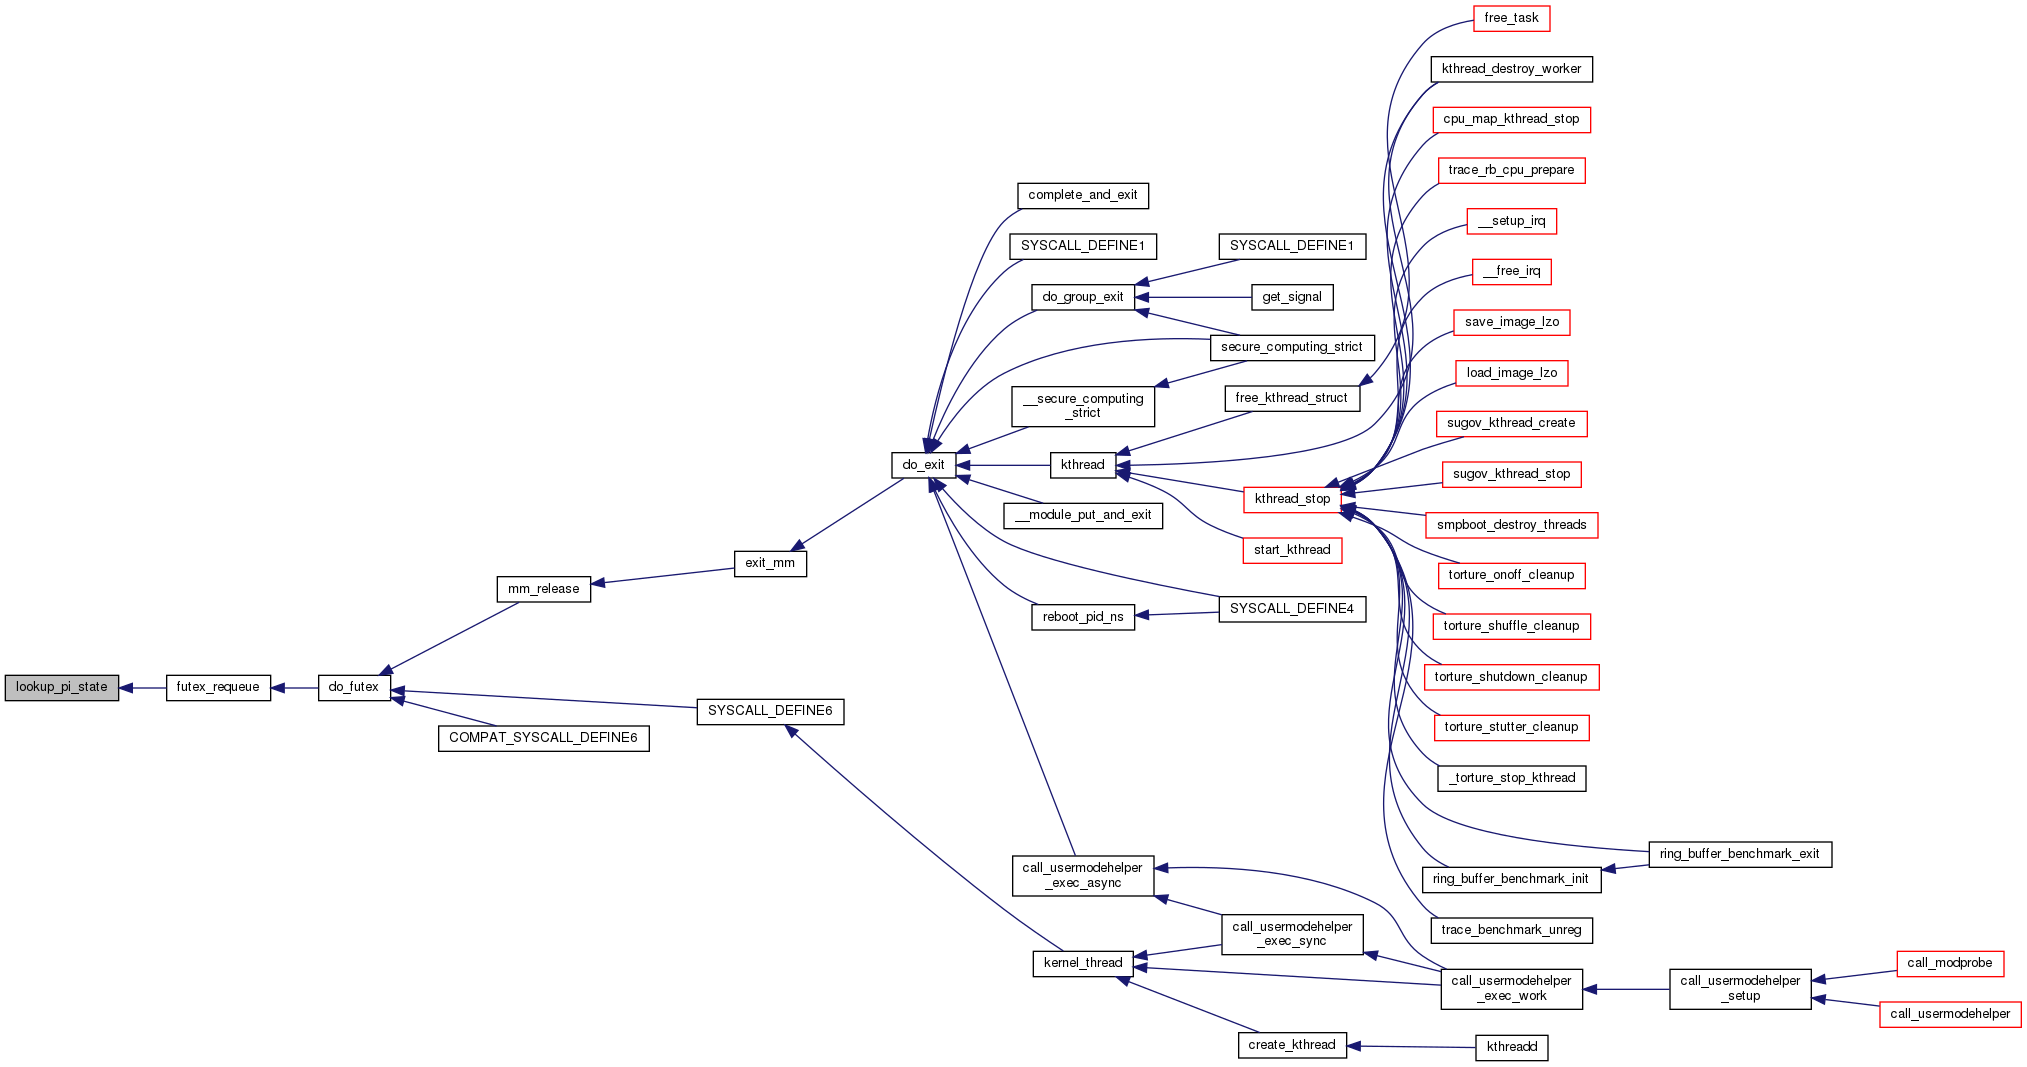 free_task
kthread_destroy_worker
cpu_map_kthread_stop
trace_rb_cpu_prepare
complete_and_exit
__setup_irq
SYSCALL_DEFINE1
SYSCALL_DEFINE1
__free_irq
do_group_exit
get_signal
save_image_lzo
secure_computing_strict
load_image_lzo
__secure_computing
_strict
free_kthread_struct
sugov_kthread_create
do_exit
kthread
sugov_kthread_stop
kthread_stop
__module_put_and_exit
smpboot_destroy_threads
start_kthread
exit_mm
torture_onoff_cleanup
mm_release
SYSCALL_DEFINE4
reboot_pid_ns
torture_shuffle_cleanup
torture_shutdown_cleanup
lookup_pi_state
futex_requeue
do_futex
SYSCALL_DEFINE6
torture_stutter_cleanup
COMPAT_SYSCALL_DEFINE6
_torture_stop_kthread
ring_buffer_benchmark_exit
call_usermodehelper
_exec_async
ring_buffer_benchmark_init
trace_benchmark_unreg
call_usermodehelper
_exec_sync
kernel_thread
call_modprobe
call_usermodehelper
_exec_work
call_usermodehelper
_setup
call_usermodehelper
create_kthread
kthreadd